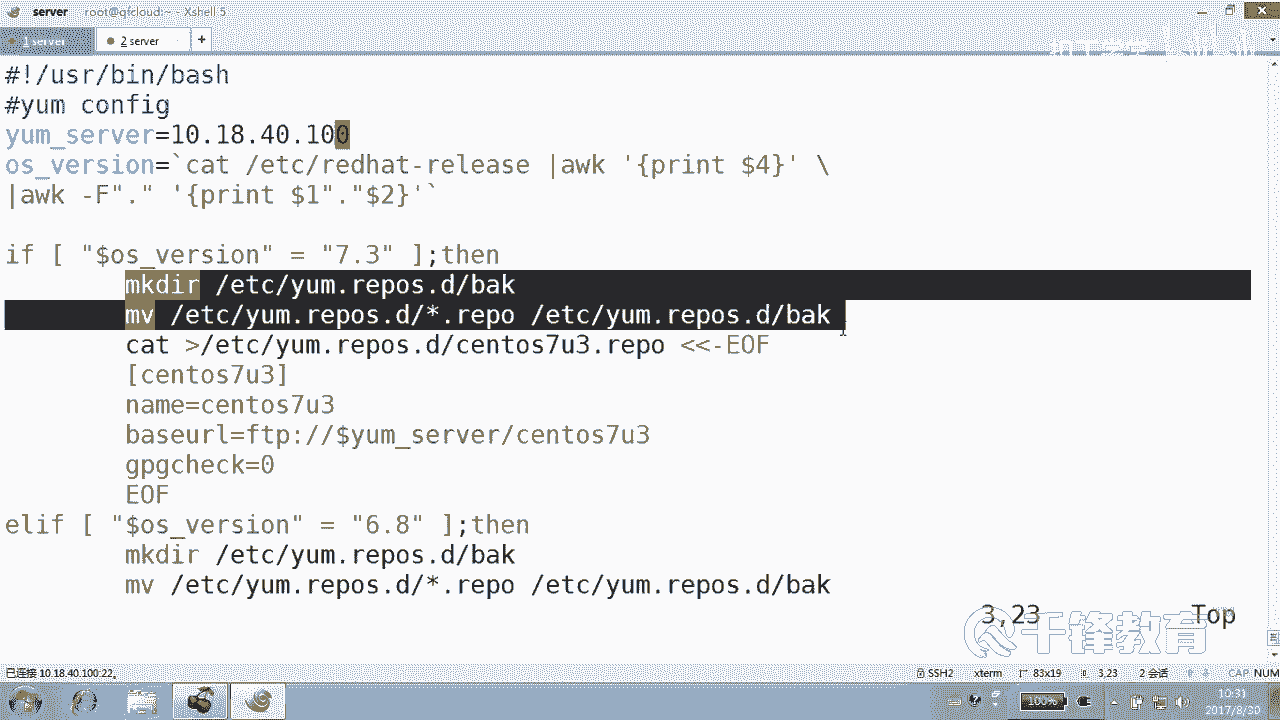 server root@qfcloud:~ - Xshell 5
1 server
2 server
+
#!/usr/bin/bash
#yum config
yum_server=10.18.40.100
os_version=`cat /etc/redhat-release |awk '{print $4}' \
|awk -F"." '{print $1"."$2}'`
if [ "$os_version" = "7.3" ];then
mkdir /etc/yum.repos.d/bak
mv /etc/yum.repos.d/*.repo /etc/yum.repos.d/bak
cat >/etc/yum.repos.d/centos7u3.repo <<-EOF
[centos7u3]
name=centos7u3
baseurl=ftp://$yum_server/centos7u3
gpgcheck=0
EOF
elif [ "$os_version" = "6.8" ];then
mkdir /etc/yum.repos.d/bak
mv /etc/yum.repos.d/*.repo /etc/yum.repos.d/bak
3,23 Top
千锋教育
已连接 10.18.40.100:22。 SSH2 xterm 83x19 3,23 2 会话 CAP NUM
100%
10:31
2017/8/30